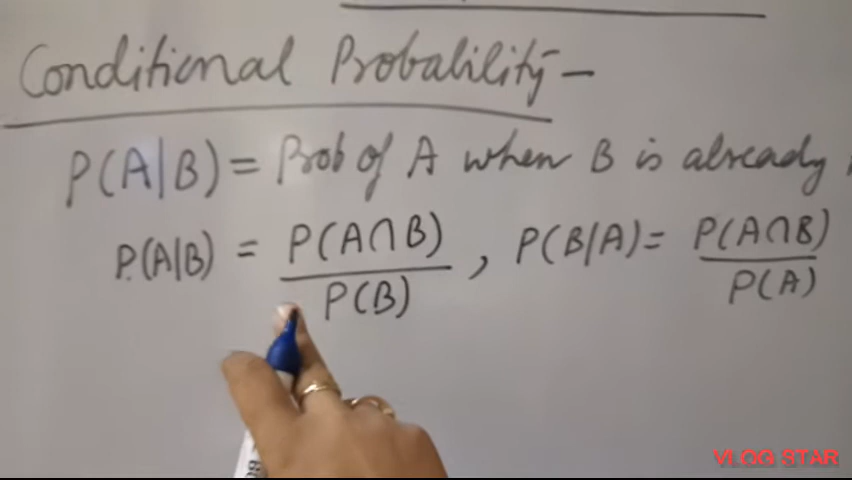 Conditional Probability-
P(A|B) = Prob of A when B is already
P(A|B) = P(A∩B)/P(B), P(B/A) = P(A∩B)/P(A)
VLOG STAR